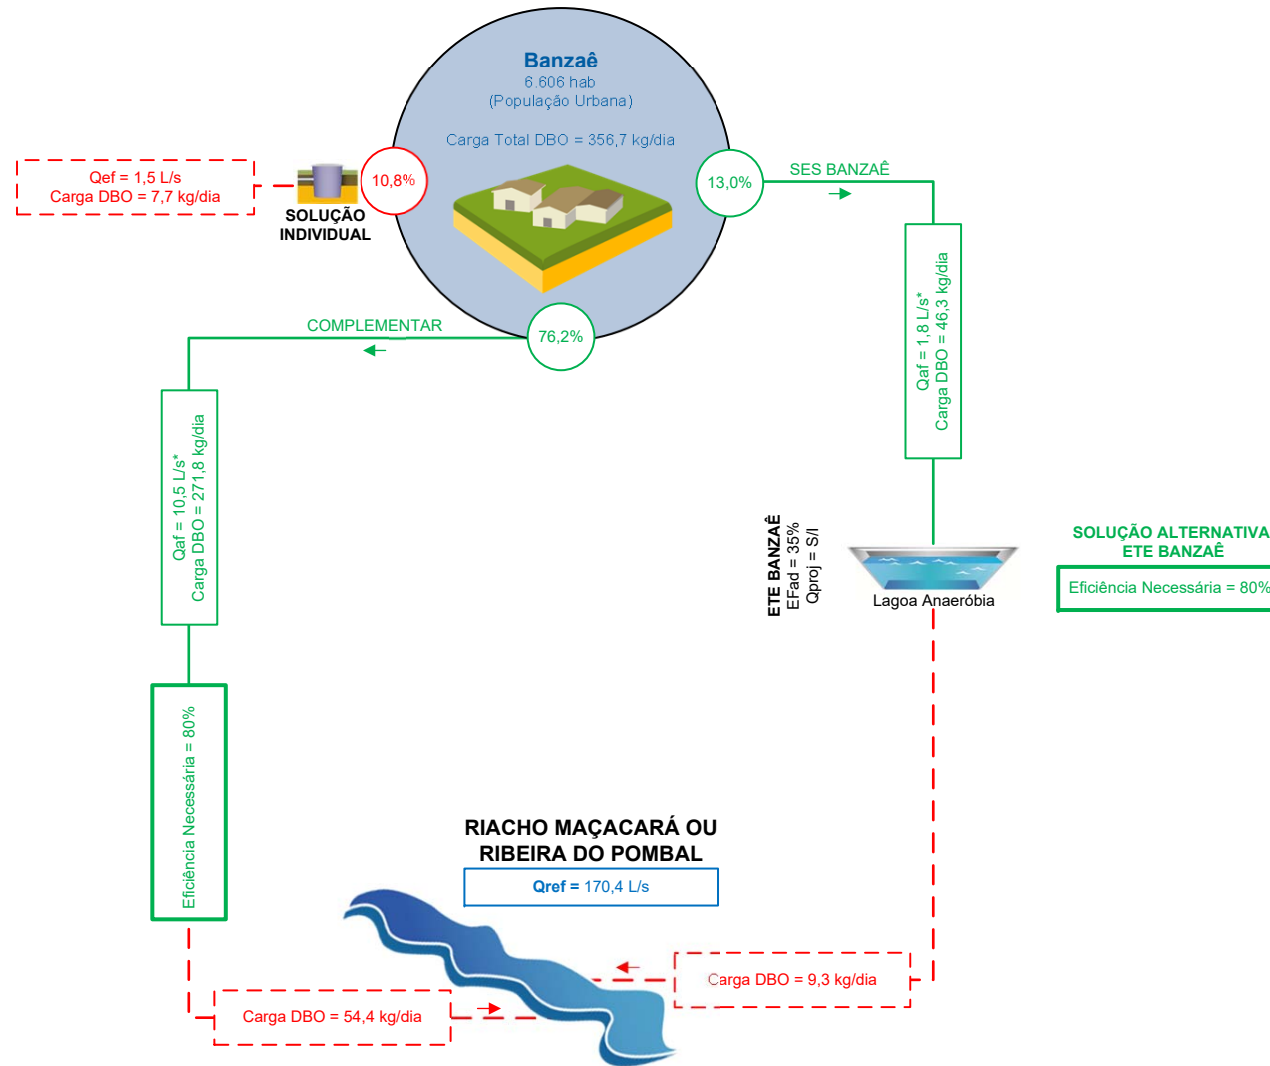 Banzaê
6.606 hab
(População Urbana)
Carga Total DBO = 356,7 kg/dia
Qef = 1,5 L/s
Carga DBO = 7,7 kg/dia
SOLUÇÃO
INDIVIDUAL
10,8%
13,0%
SES BANZAÊ
76,2%
COMPLEMENTAR
Qaf = 1,8 L/s*
Carga DBO = 46,3 kg/dia
Qaf = 10,5 L/s*
Carga DBO = 271,8 kg/dia
ETE BANZAÊ
EFad = 35%
Qproj = S/I
Lagoa Anaeróbia
SOLUÇÃO ALTERNATIVA
ETE BANZAÊ
Eficiência Necessária = 80%
Eficiência Necessária = 80%
RIACHO MAÇACARÁ OU
RIBEIRA DO POMBAL
Qref = 170,4 L/s
Carga DBO = 9,3 kg/dia
Carga DBO = 54,4 kg/dia